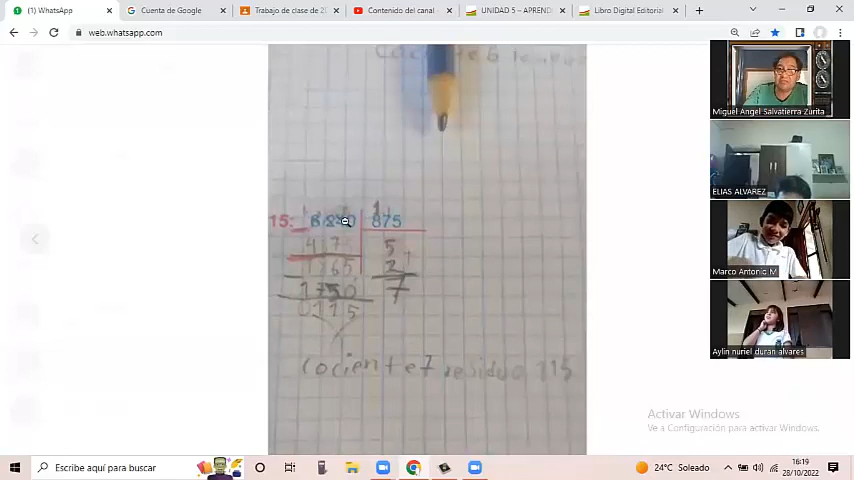 (1) WhatsApp
Cuenta de Google
Trabajo de clase de 2
Contenido del canal -
UNIDAD 5 – APREN
Libro Digital Editorial
web.whatsapp.com
Miguel Angel Salvatierra Zurita
ELIAS ALVAREZ
Marco Antonio M
Aylin nuriel duran alvares
15:
875
5
2
1750
7
0115
cociente 7 residuo 115
Activar Windows
Ve a Configuración para activar Windows.
Escribe aquí para buscar
24°C Soleado
16:19
28/10/2022